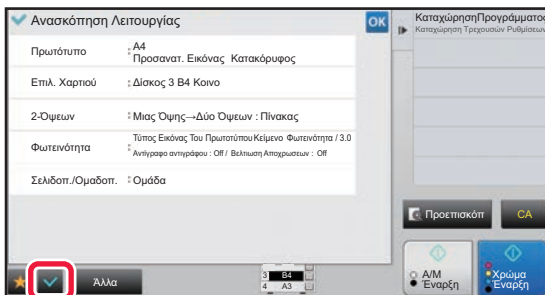 Ανασκόπηση Λειτουργίας
OK
Πρωτότυπο : A4
Προσανατ. Εικόνας Κατακόρυφος
Επιλ. Χαρτιού : Δίσκος 3 B4 Κοινο
2-Όψεων : Μιας Όψης→Δύο Όψεων : Πίνακας
Φωτεινότητα : Τύπος Εικόνας Του Πρωτοτύπου Κείμενο Φωτεινότητα / 3.0
Αντίγραφο αντιγράφου : Off / Βελτιωση Αποχρωσεων : Off
Σελιδοπ./Ομαδοπ. : Ομάδα
Άλλα
3 B4
4 A3
ΚαταχώρησηΠρογράμματος
Καταχώρηση Τρεχουσών Ρυθμίσεων
Προεπισκόπ
CA
Α/Μ
Έναρξη
Χρώμα
Έναρξη